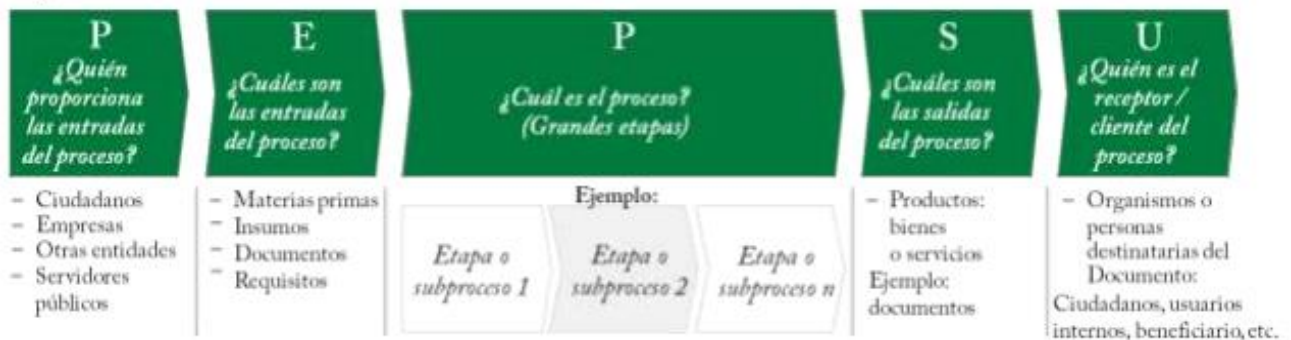 P
¿Quién
proporciona
las entradas
del proceso?
E
¿Cuáles son
las entradas
del proceso?
P
¿Cuál es el proceso?
(Grandes etapas)
S
¿Cuáles son
las salidas
del proceso?
U
¿Quién es el
receptor /
cliente del
proceso?
– Ciudadanos
– Empresas
– Otras entidades
– Servidores
públicos
– Materias primas
– Insumos
– Documentos
– Requisitos
Ejemplo:
Etapa o
subproceso 1
Etapa o
subproceso 2
Etapa o
subproceso n
– Productos:
bienes
o servicios
Ejemplo:
documentos
– Organismos o
personas
destinatarias del
Documento:
Ciudadanos, usuarios
internos, beneficiario, etc.